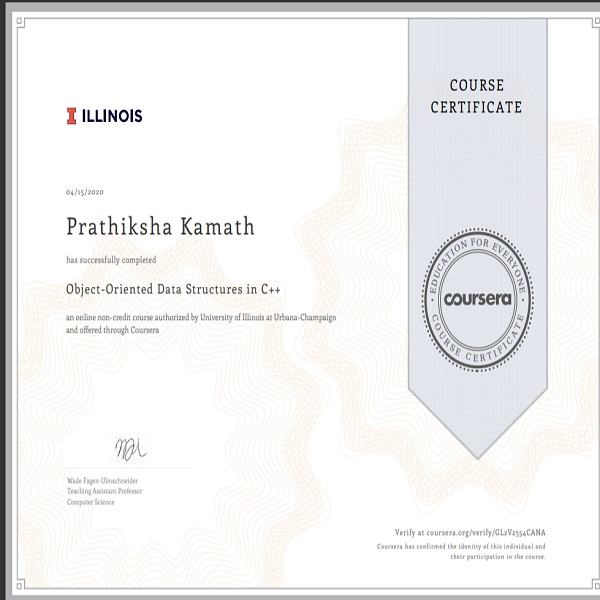 ILLINOIS
04/15/2020
Prathiksha Kamath
has successfully completed
Object-Oriented Data Structures in C++
an online non-credit course authorized by University of Illinois at Urbana-Champaign
and offered through Coursera
Wade Fagen-Ulmschneider
Teaching Assistant Professor
Computer Science
COURSE
CERTIFICATE
EDUCATION FOR EVERYONE
coursera
COURSE CERTIFICATE
Verify at coursera.org/verify/GL2V2554CANA
Coursera has confirmed the identity of this individual and
their participation in the course.